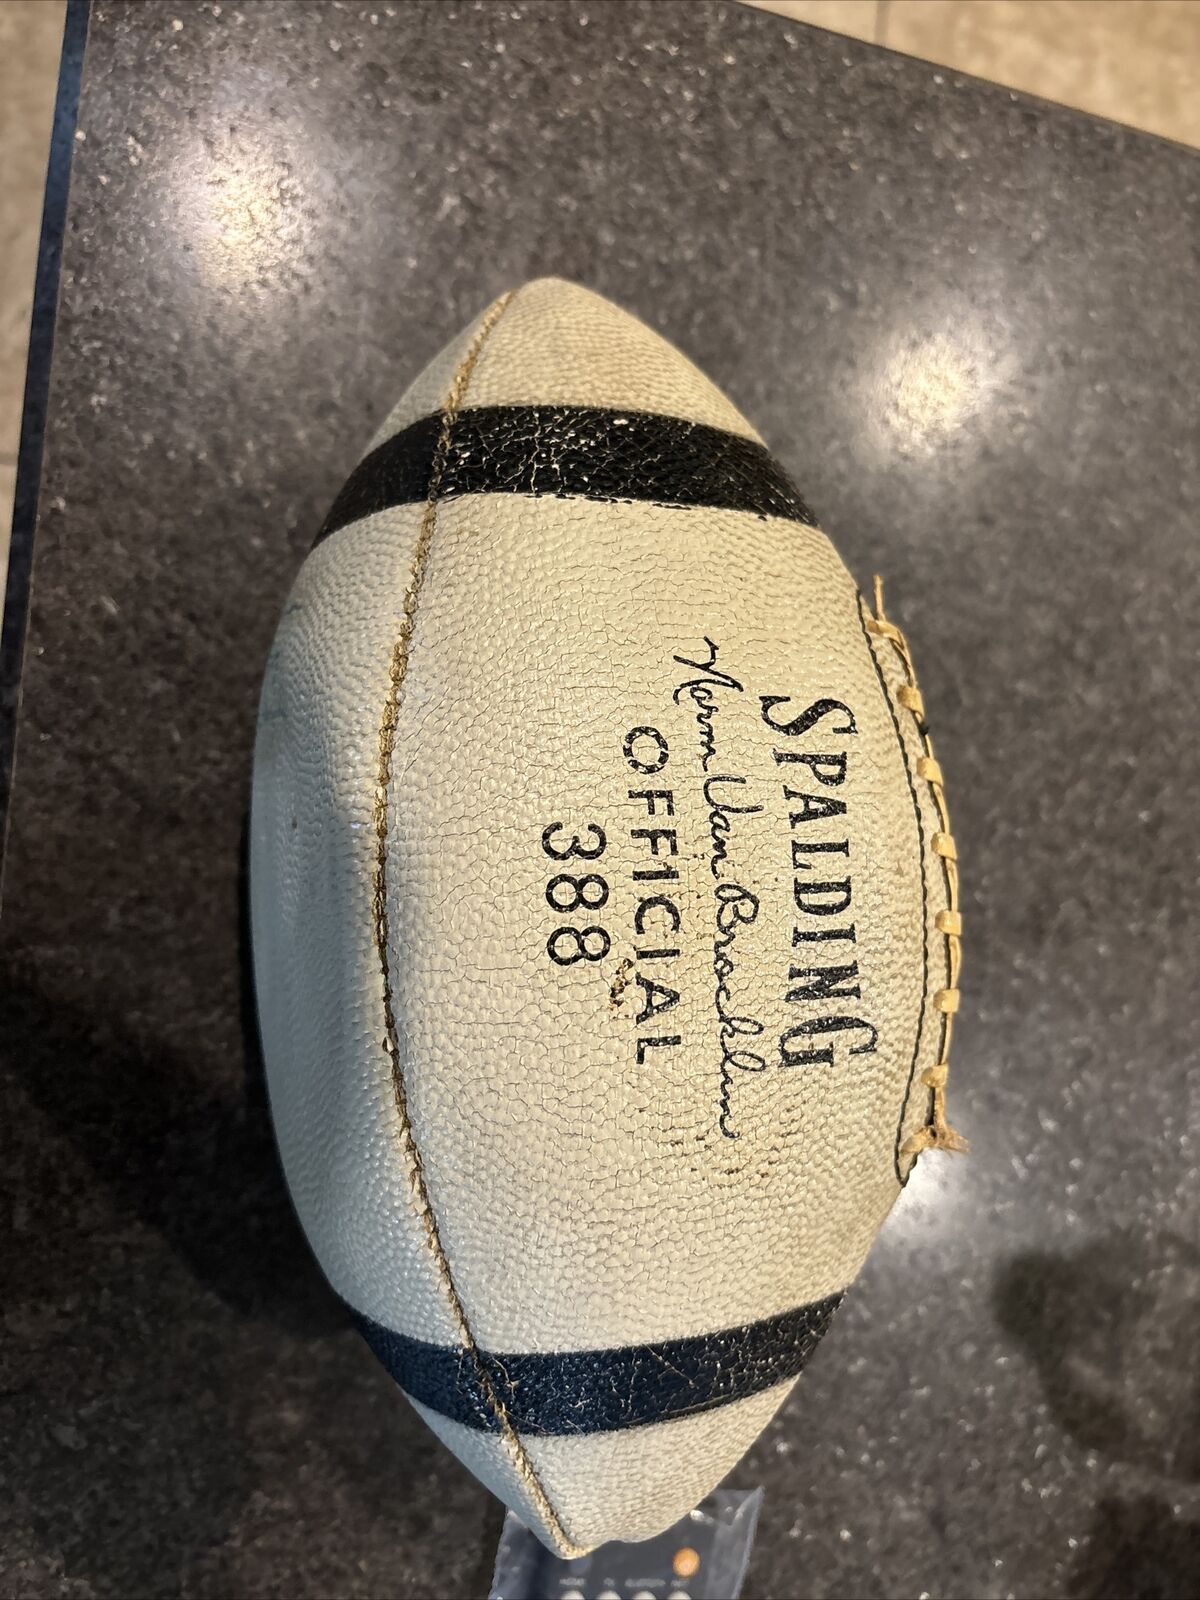 SPALDING
Norm Van Brocklin
OFFICIAL
388